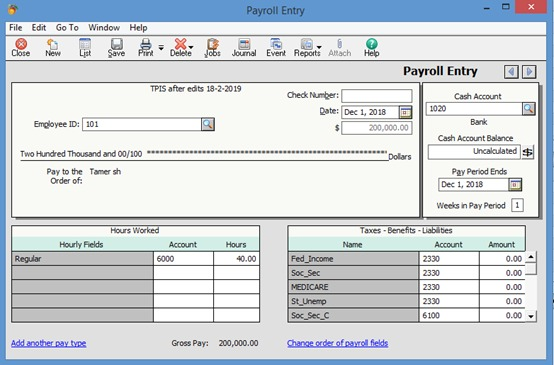 Payroll Entry
File Edit Go To Window Help
Close New List Save Print Delete Jobs Journal Event Reports Attach Help
Payroll Entry
TPIS after edits 18-2-2019
Check Number:
Cash Account
Date: Dec 1, 2018
1020
Employee ID: 101
$ 200,000.00
Bank
Cash Account Balance
Uncalculated
Two Hundred Thousand and 00/100 ****************************************** Dollars
Pay to the Order of: Tamer sh
Pay Period Ends
Dec 1, 2018
Weeks in Pay Period 1
Hours Worked
Hourly Fields Account Hours
Regular 6000 40.00
Taxes - Benefits - Liabilities
Name Account Amount
Fed_Income 2330 0.00
Soc_Sec 2330 0.00
MEDICARE 2330 0.00
St_Unemp 2330 0.00
Soc_Sec_C 6100 0.00
Add another pay type Gross Pay: 200,000.00 Change order of payroll fields